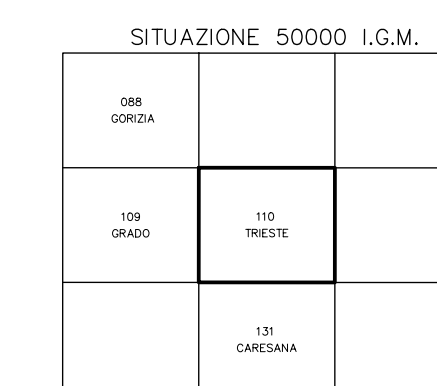 SITUAZIONE 50000 I.G.M.
088
GORIZIA
109
GRADO
110
TRIESTE
131
CARESANA